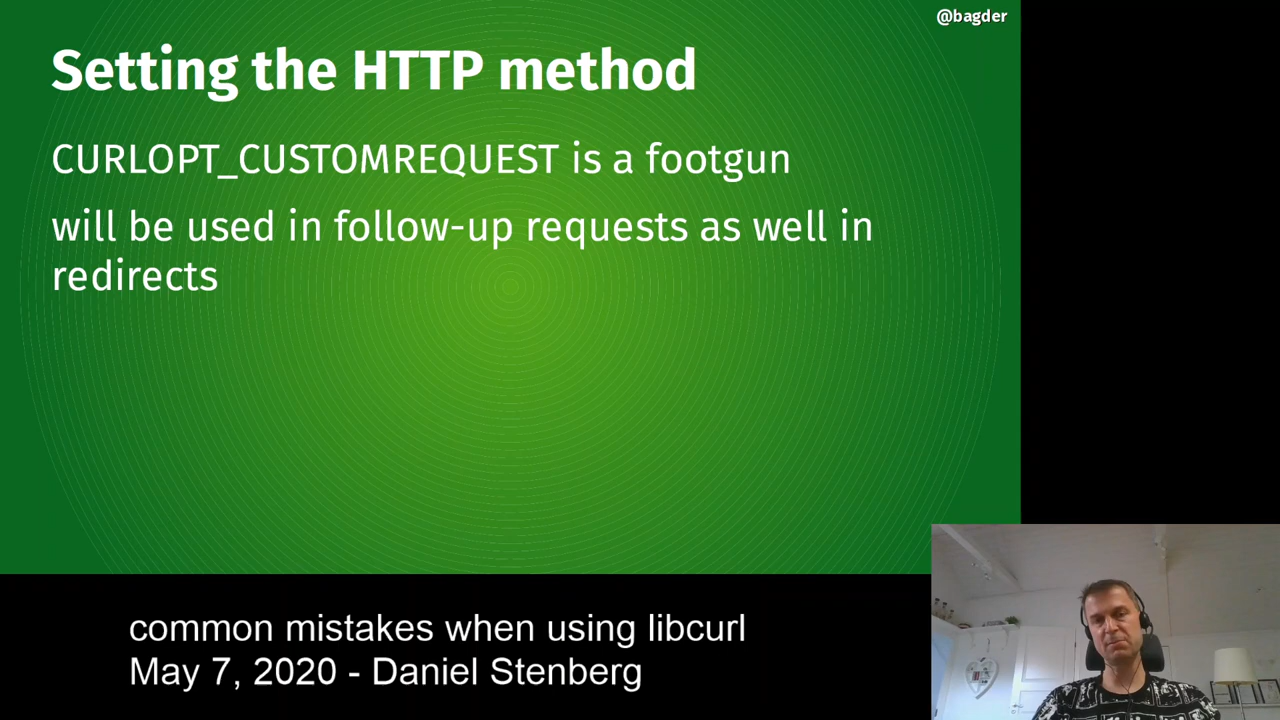 @bagder
Setting the HTTP method
CURLOPT_CUSTOMREQUEST is a footgun
will be used in follow-up requests as well in
redirects
common mistakes when using libcurl
May 7, 2020 - Daniel Stenberg